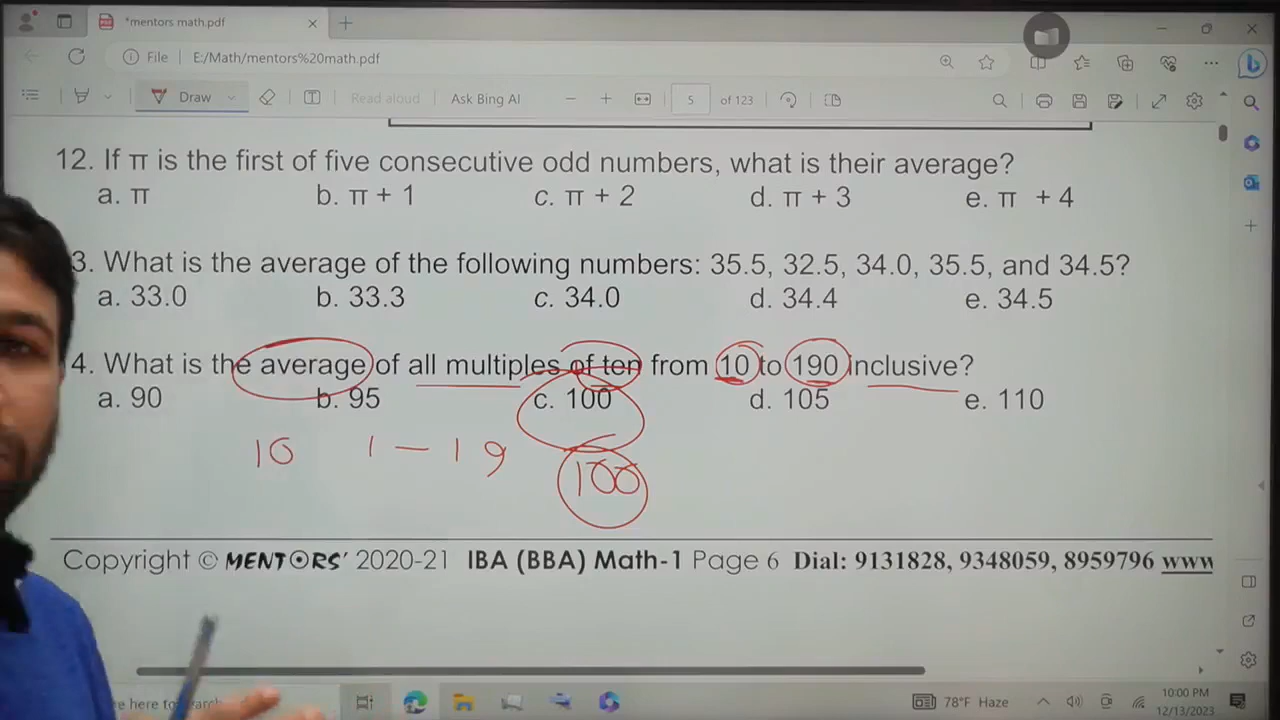 *mentors math.pdf
File E:/Math/mentors%20math.pdf
Draw Read aloud Ask Bing AI 5 of 123
12. If π is the first of five consecutive odd numbers, what is their average?
a. π b. π + 1 c. π + 2 d. π + 3 e. π + 4
3. What is the average of the following numbers: 35.5, 32.5, 34.0, 35.5, and 34.5?
a. 33.0 b. 33.3 c. 34.0 d. 34.4 e. 34.5
4. What is the average of all multiples of ten from 10 to 190 inclusive?
a. 90 b. 95 c. 100 d. 105 e. 110
10 1 — 19 100
Copyright © MENTORS' 2020-21 IBA (BBA) Math-1 Page 6 Dial: 9131828, 9348059, 8959796 www
here to 78°F Haze 10:00 PM
12/13/2023